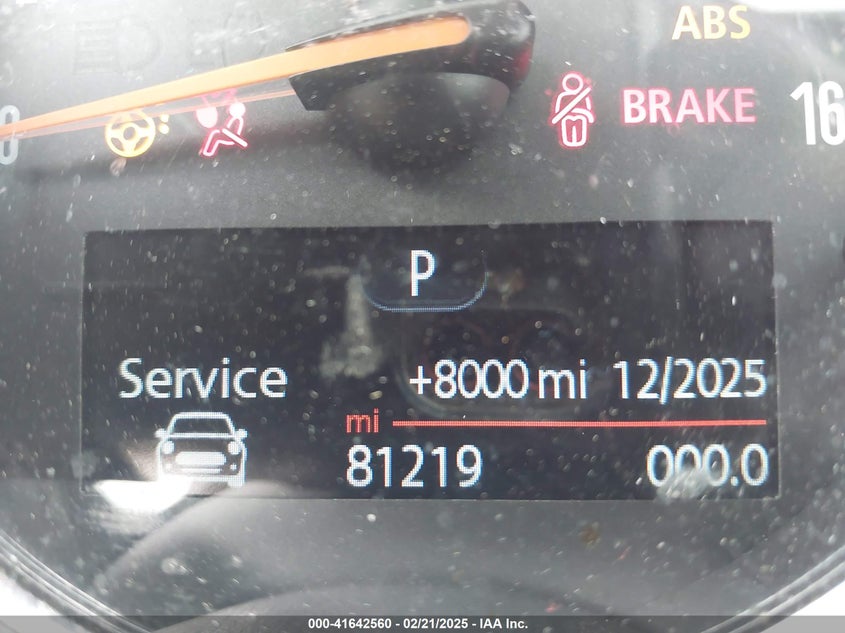 ABS
BRAKE
0
16
P
Service
+8000 mi 12/2025
mi
81219
000.0
000-41642560 - 02/21/2025 - IAA Inc.